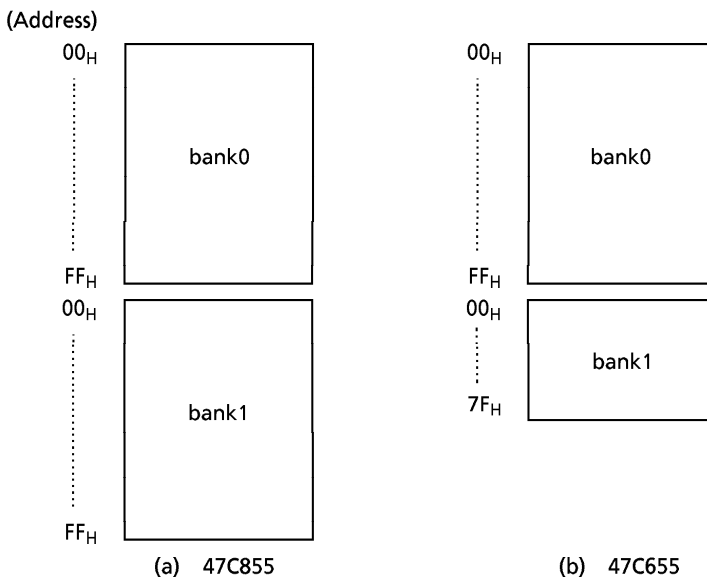 (Address)
00H
bank0
FFH
00H
bank1
FFH
(a) 47C855
00H
bank0
FFH
00H
bank1
7FH
(b) 47C655